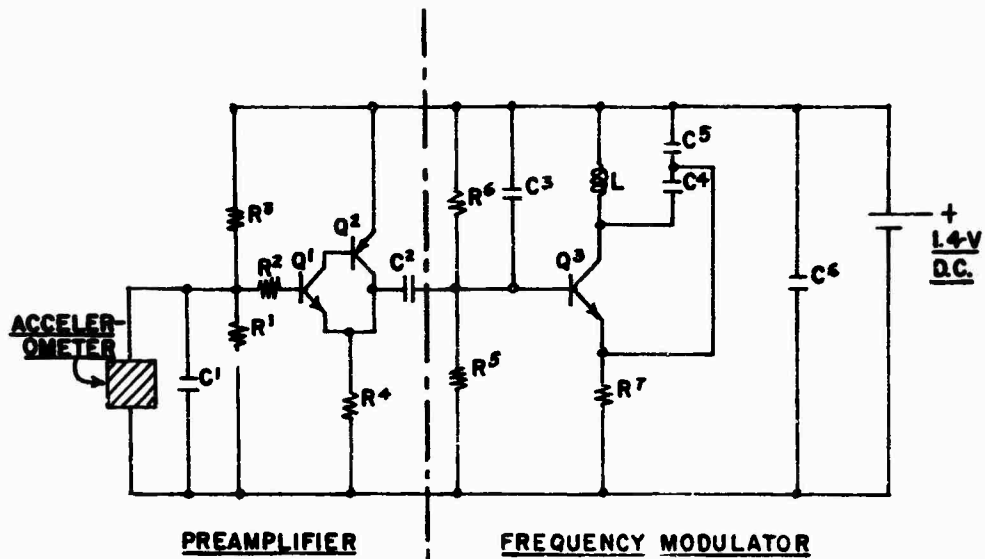 R3
R2
Q1
Q2
C2
R1
ACCELER-
OMETER
C1
R4
R6
C3
L
C5
C4
Q3
R5
R7
C6
+
1.4-V
D.C.
PREAMPLIFIER
FREQUENCY MODULATOR